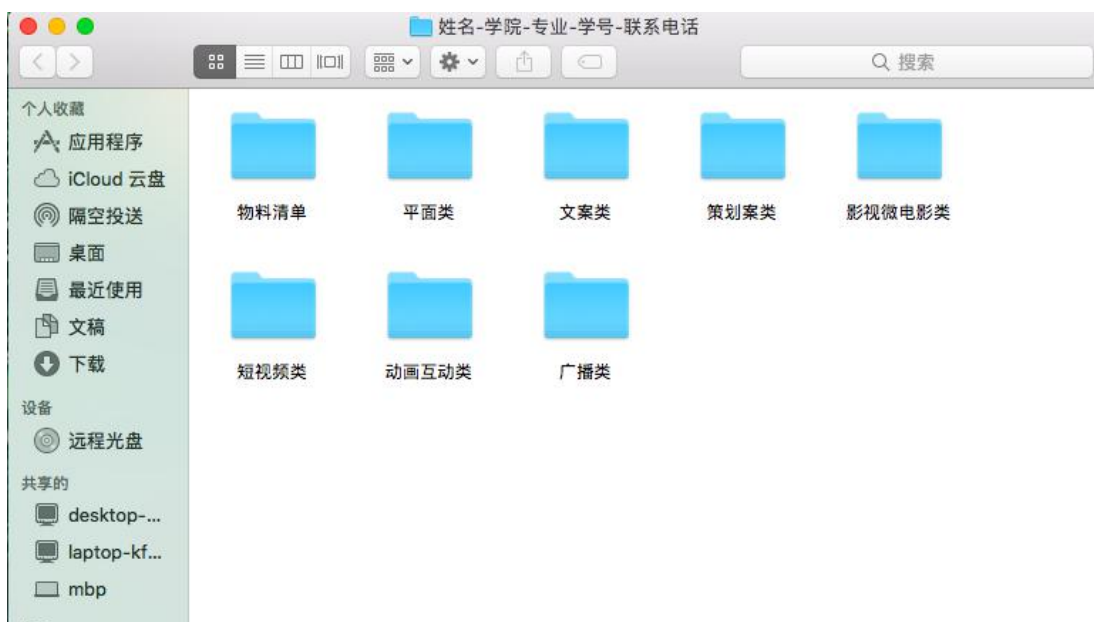 姓名-学院-专业-学号-联系电话
搜索
个人收藏
应用程序
iCloud 云盘
隔空投送
桌面
最近使用
文稿
下载
设备
远程光盘
共享的
desktop-...
laptop-kf...
mbp
物料清单 平面类 文案类 策划案类 影视微电影类
短视频类 动画互动类 广播类